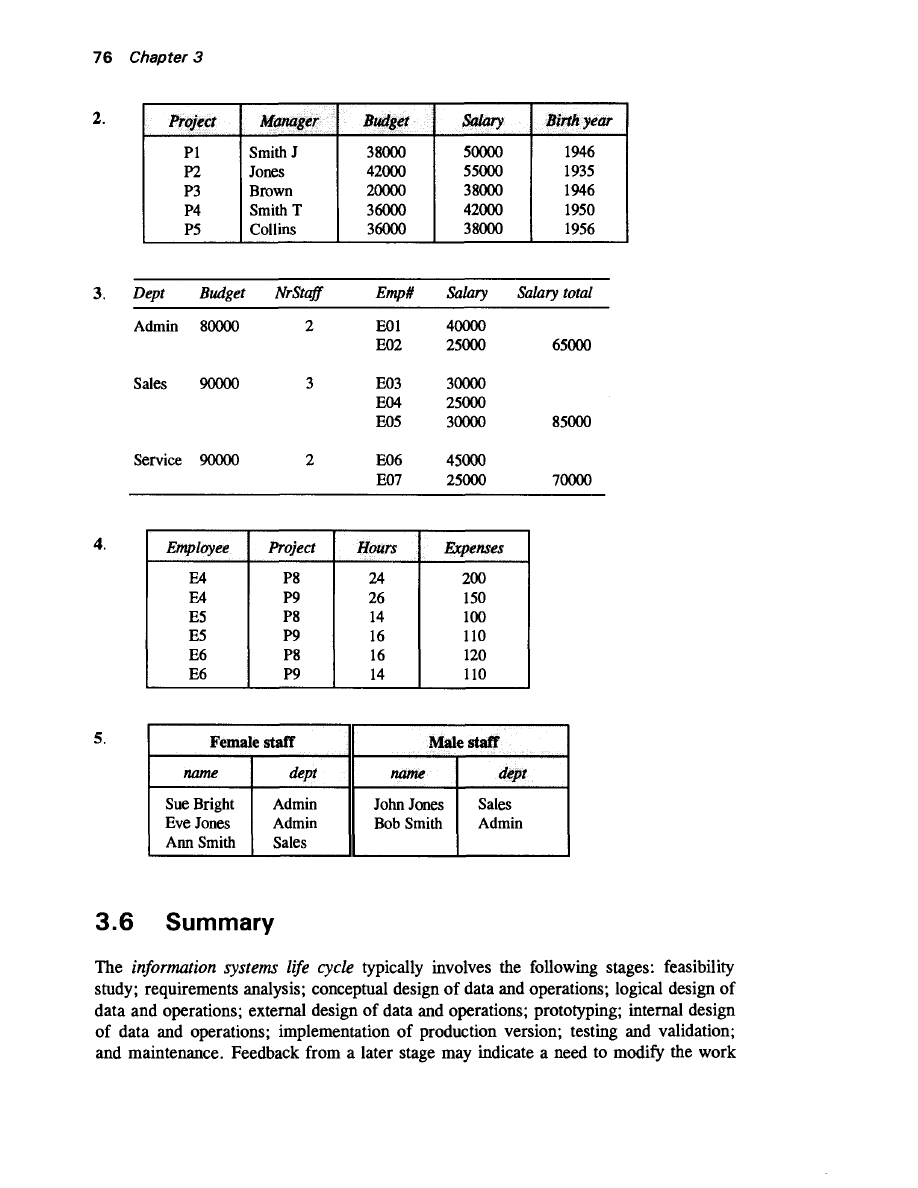 76 Chapter 3
2. Project Manager Budget Salary Birth year
P1 Smith J 38000 50000 1946
P2 Jones 42000 55000 1935
P3 Brown 20000 38000 1946
P4 Smith T 36000 42000 1950
P5 Collins 36000 38000 1956
3. Dept Budget NrStaff Emp# Salary Salary total
Admin 80000 2 E01 40000
E02 25000 65000
Sales 90000 3 E03 30000
E04 25000
E05 30000 85000
Service 90000 2 E06 45000
E07 25000 70000
4. Employee Project Hours Expenses
E4 P8 24 200
E4 P9 26 150
E5 P8 14 100
E5 P9 16 110
E6 P8 16 120
E6 P9 14 110
5. Female staff Male staff
name dept name dept
Sue Bright Admin John Jones Sales
Eve Jones Admin Bob Smith Admin
Ann Smith Sales
3.6 Summary
The information systems life cycle typically involves the following stages: feasibility
study; requirements analysis; conceptual design of data and operations; logical design of
data and operations; external design of data and operations; prototyping; internal design
of data and operations; implementation of production version; testing and validation;
and maintenance. Feedback from a later stage may indicate a need to modify the work